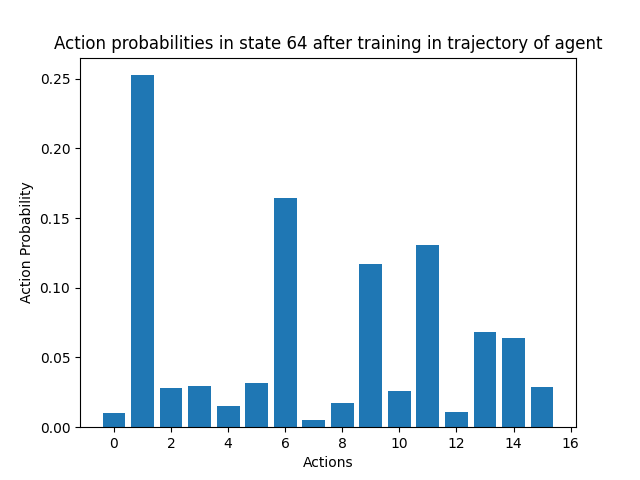 Action probabilities in state 64 after training in trajectory of agent
0.25
0.20
0.15
0.10
0.05
0.00
Action Probability
0 2 4 6 8 10 12 14 16
Actions